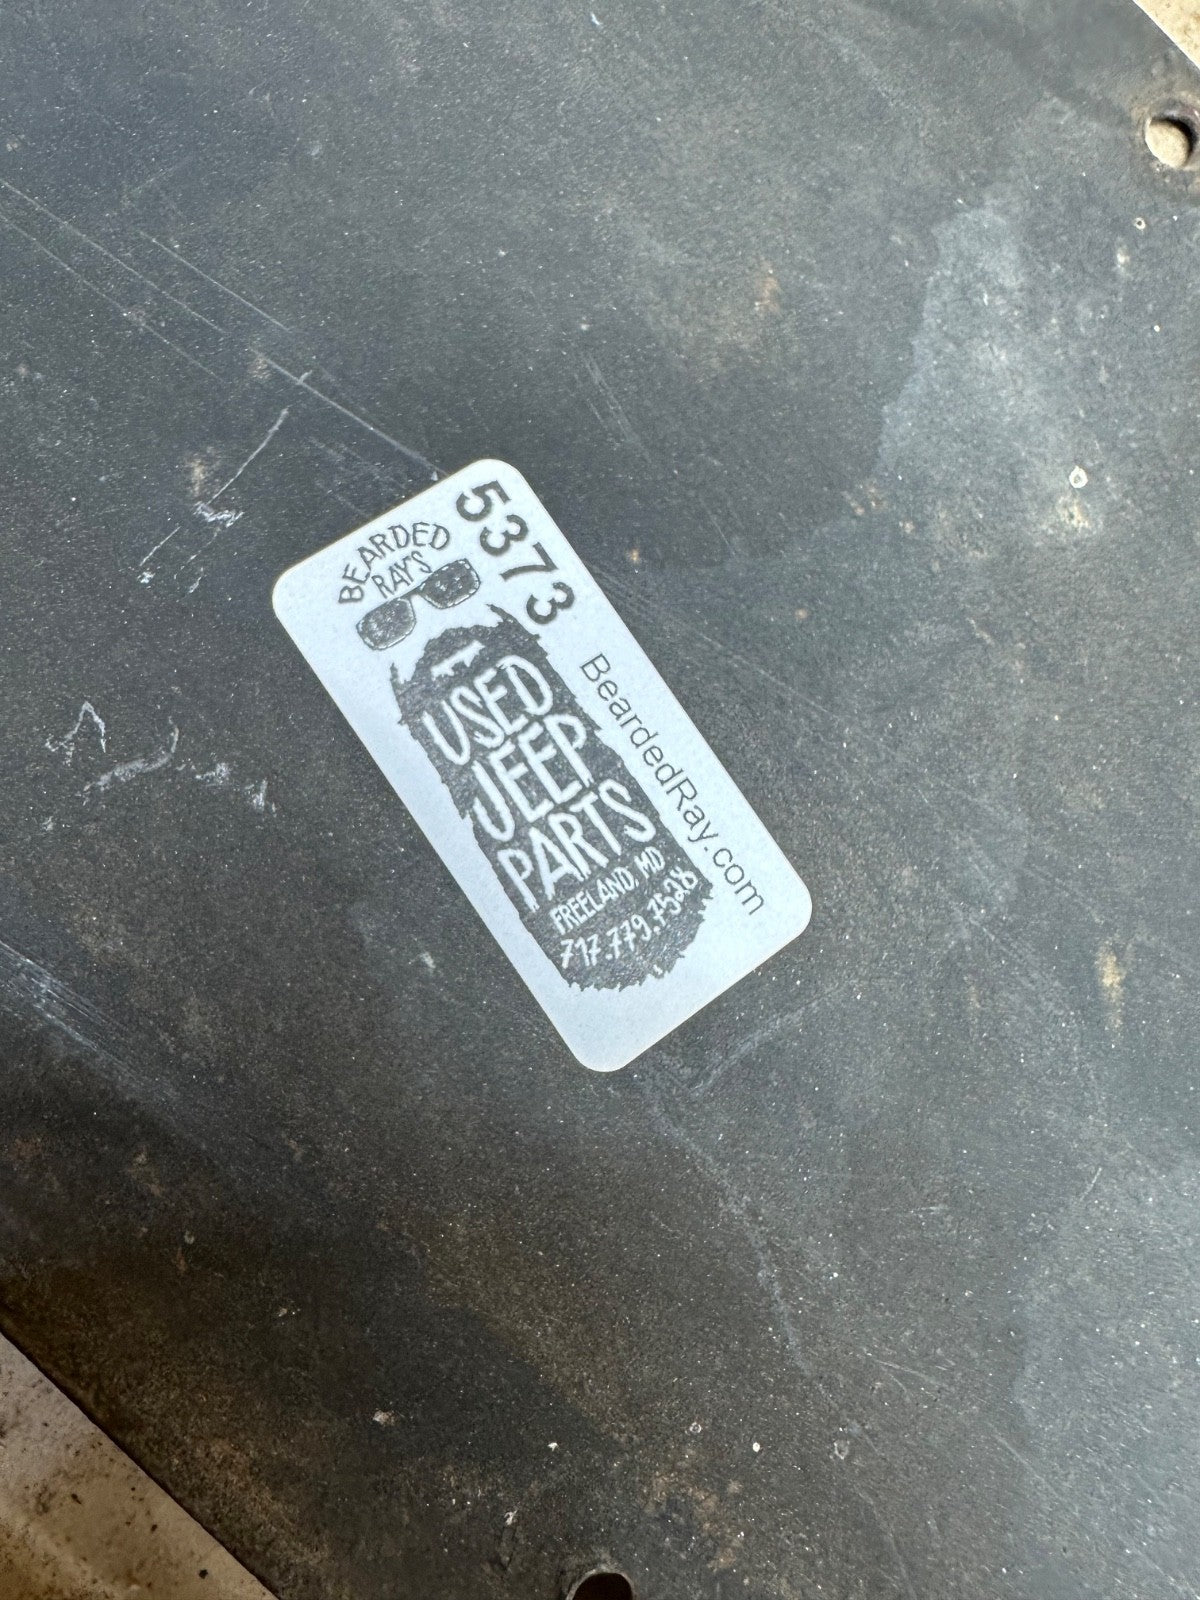 5373
BEARDED
RAY'S
USED
JEEP
PARTS
FREELAND, MD
717.779.7528
BeardedRay.com